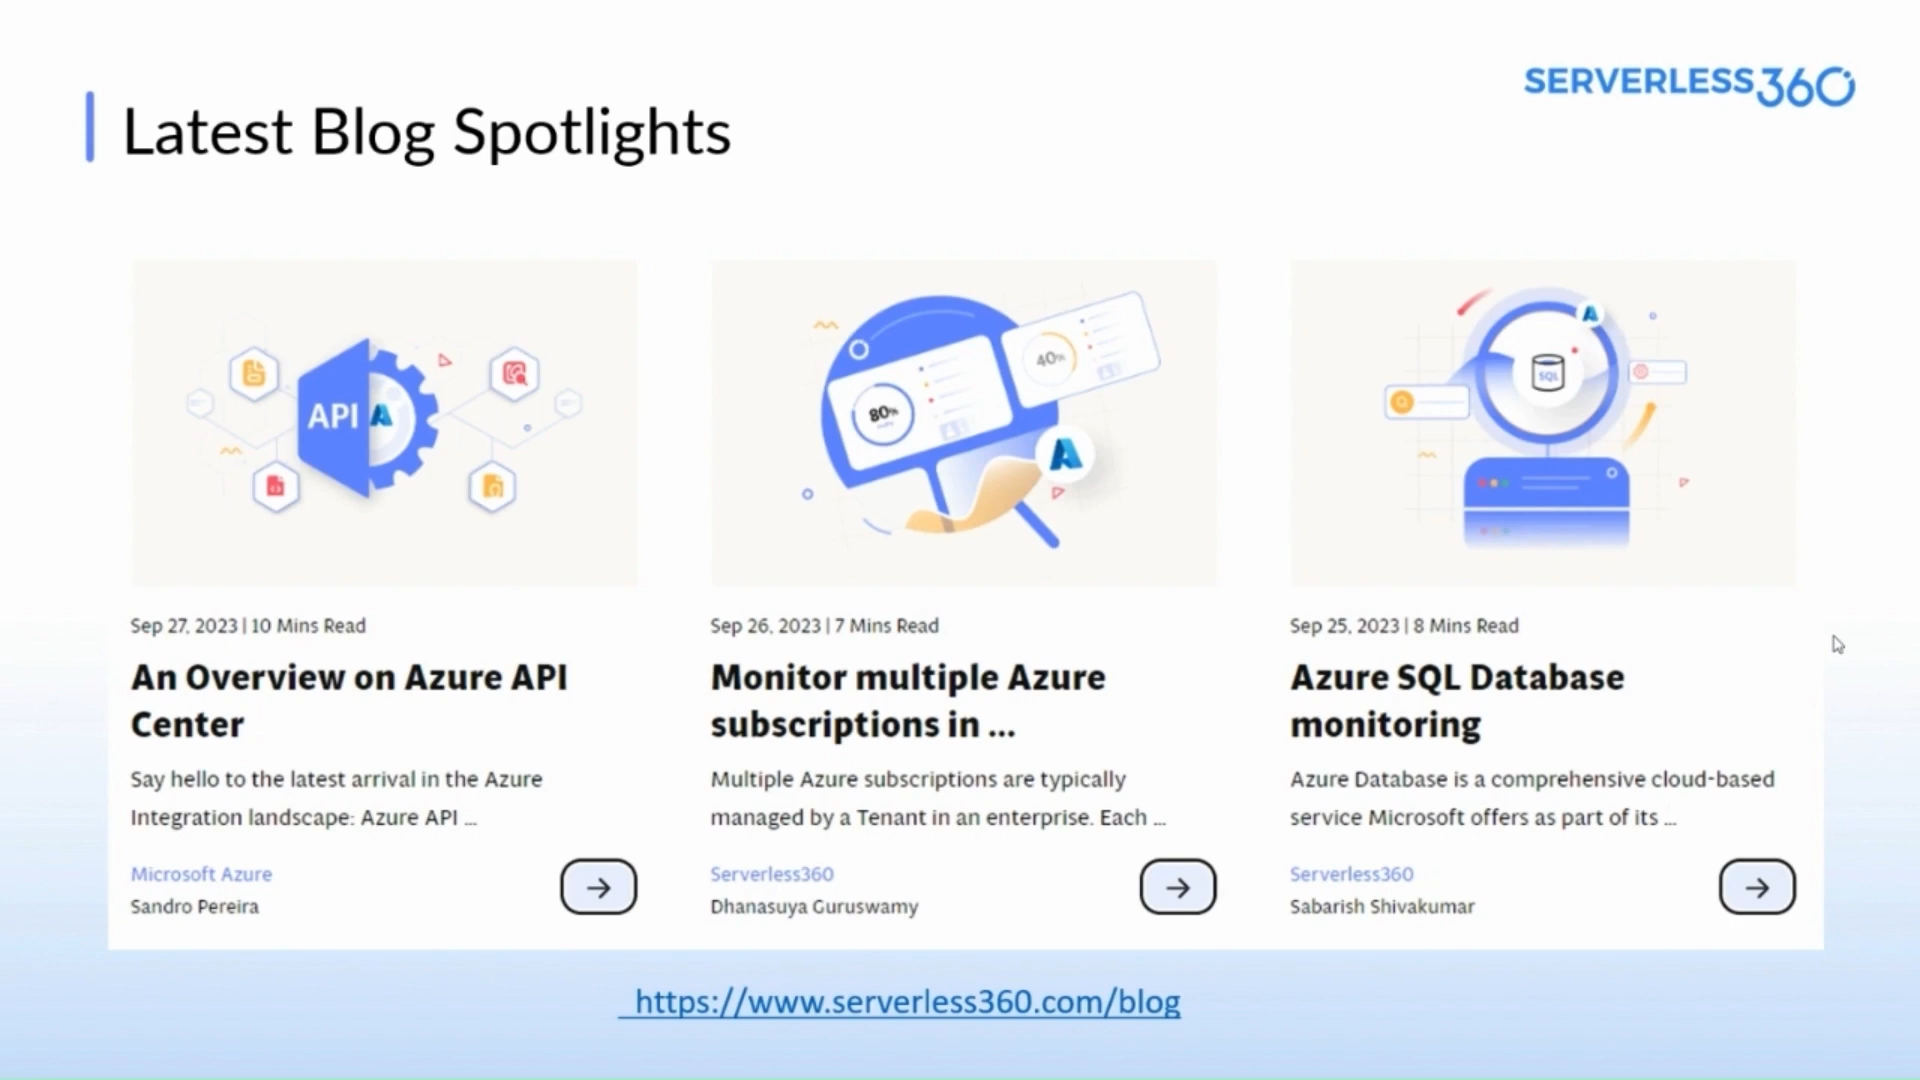 SERVERLESS360
Latest Blog Spotlights
API
80%
40%
SQL
Sep 27, 2023 | 10 Mins Read
An Overview on Azure API
Center
Say hello to the latest arrival in the Azure
Integration landscape: Azure API ...
Microsoft Azure
Sandro Pereira
Sep 26, 2023 | 7 Mins Read
Monitor multiple Azure
subscriptions in ...
Multiple Azure subscriptions are typically
managed by a Tenant in an enterprise. Each ...
Serverless360
Dhanasuya Guruswamy
Sep 25, 2023 | 8 Mins Read
Azure SQL Database
monitoring
Azure Database is a comprehensive cloud-based
service Microsoft offers as part of its ...
Serverless360
Sabarish Shivakumar
https://www.serverless360.com/blog